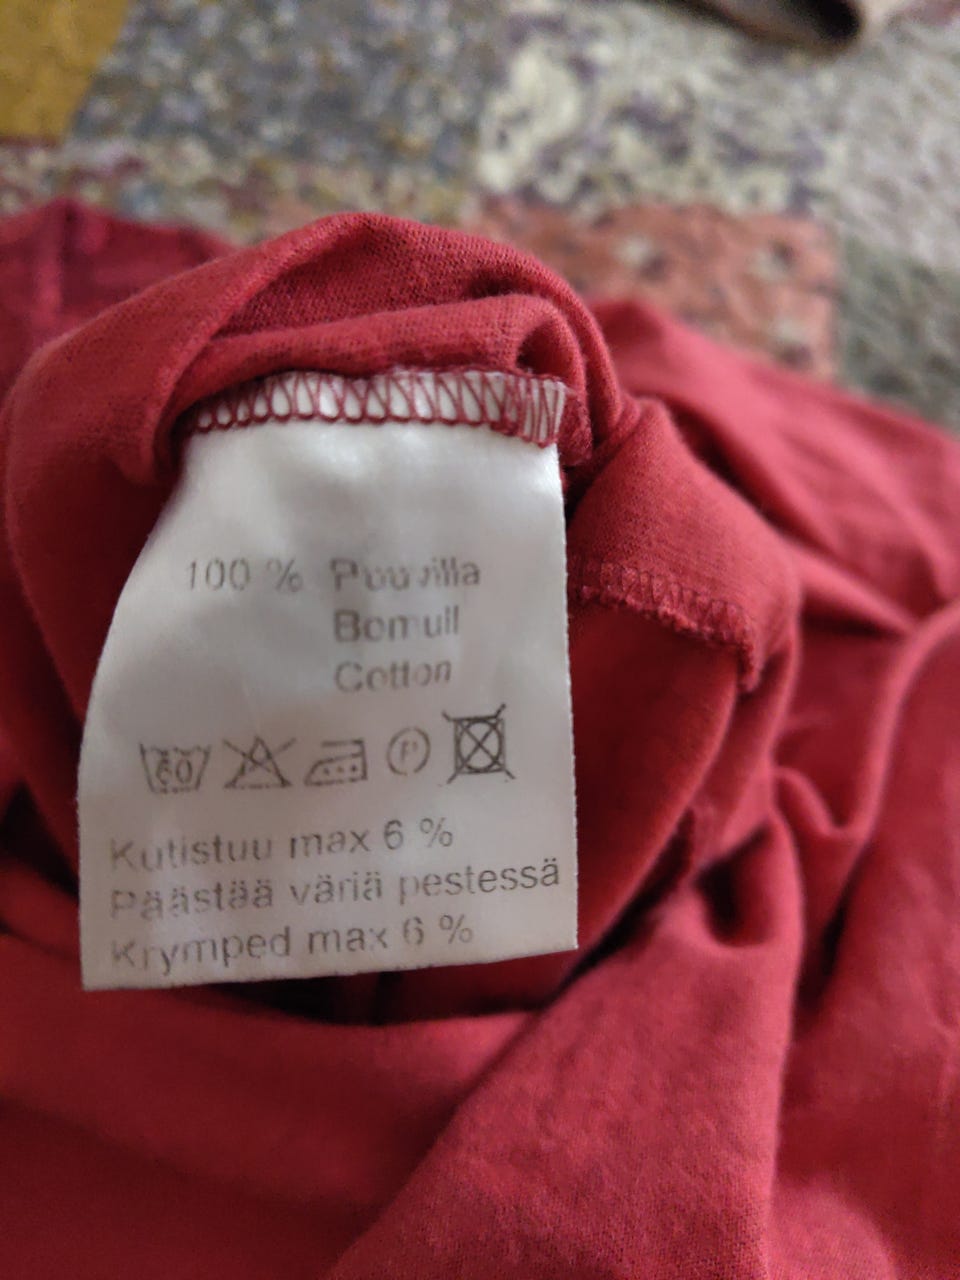 100 % Puuvilla
Bomull
Cotton
60 P
Kutistuu max 6 %
Päästää väriä pestessä
Krymped max 6 %